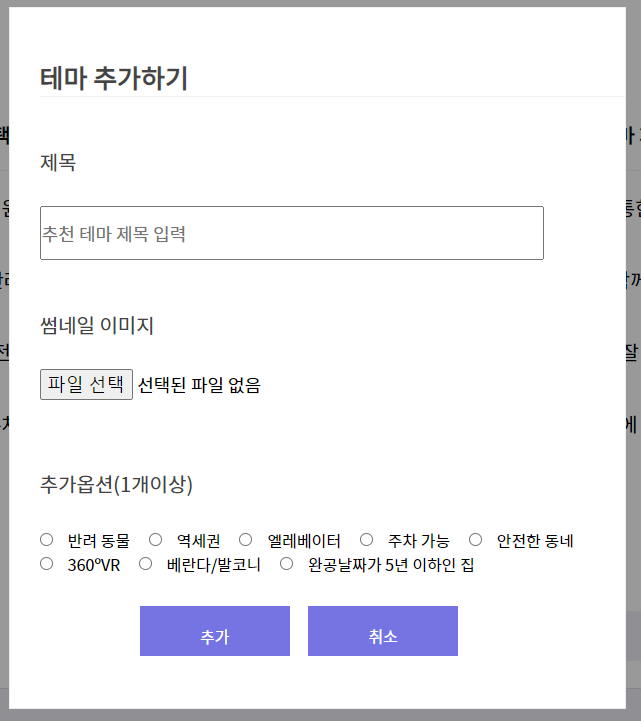 테마 추가하기
제목
추천 테마 제목 입력
썸네일 이미지
파일 선택 선택된 파일 없음
추가옵션(1개이상)
반려 동물 역세권 엘레베이터 주차 가능 안전한 동네
360ºVR 베란다/발코니 완공날짜가 5년 이하인 집
추가 취소